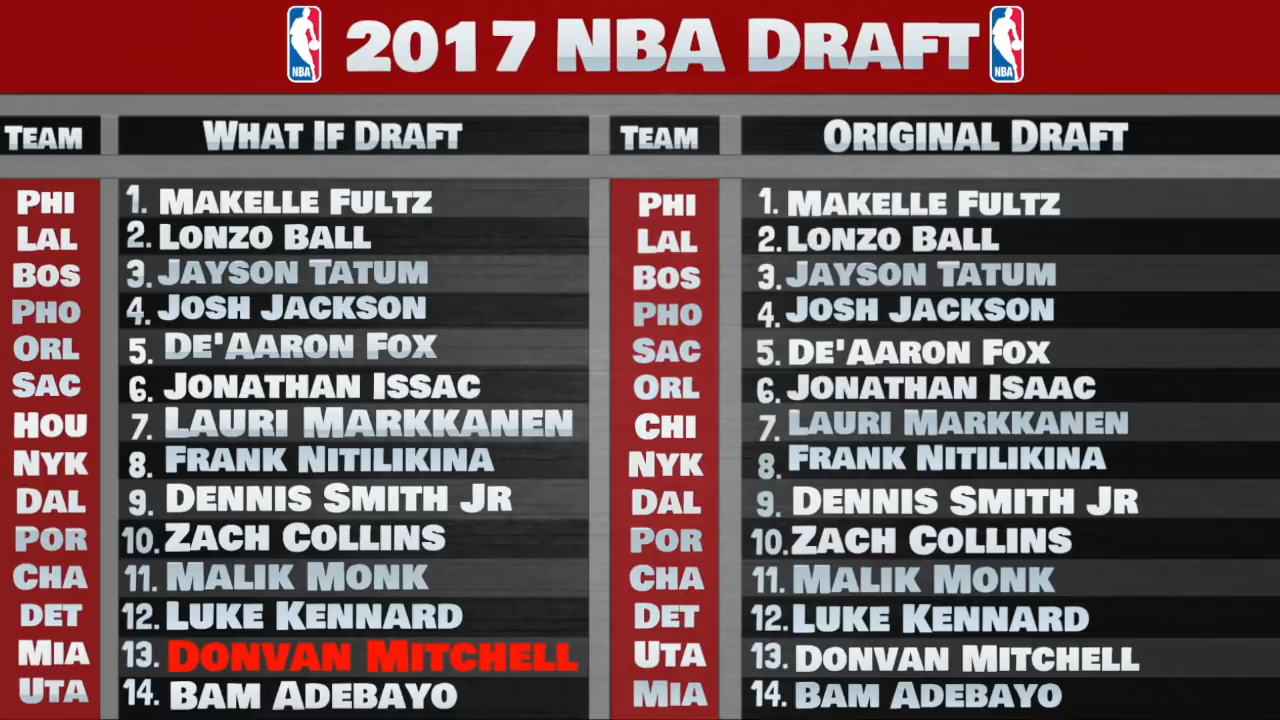 NBA 2017 NBA DRAFT NBA
TEAM WHAT IF DRAFT TEAM ORIGINAL DRAFT
PHI 1. MAKELLE FULTZ PHI 1. MAKELLE FULTZ
LAL 2. LONZO BALL LAL 2. LONZO BALL
BOS 3. JAYSON TATUM BOS 3. JAYSON TATUM
PHO 4. JOSH JACKSON PHO 4. JOSH JACKSON
ORL 5. DE'AARON FOX SAC 5. DE'AARON FOX
SAC 6. JONATHAN ISSAC ORL 6. JONATHAN ISAAC
HOU 7. LAURI MARKKANEN CHI 7. LAURI MARKKANEN
NYK 8. FRANK NITILIKINA NYK 8. FRANK NITILIKINA
DAL 9. DENNIS SMITH JR DAL 9. DENNIS SMITH JR
POR 10. ZACH COLLINS POR 10. ZACH COLLINS
CHA 11. MALIK MONK CHA 11. MALIK MONK
DET 12. LUKE KENNARD DET 12. LUKE KENNARD
MIA 13. DONVAN MITCHELL UTA 13. DONVAN MITCHELL
UTA 14. BAM ADEBAYO MIA 14. BAM ADEBAYO